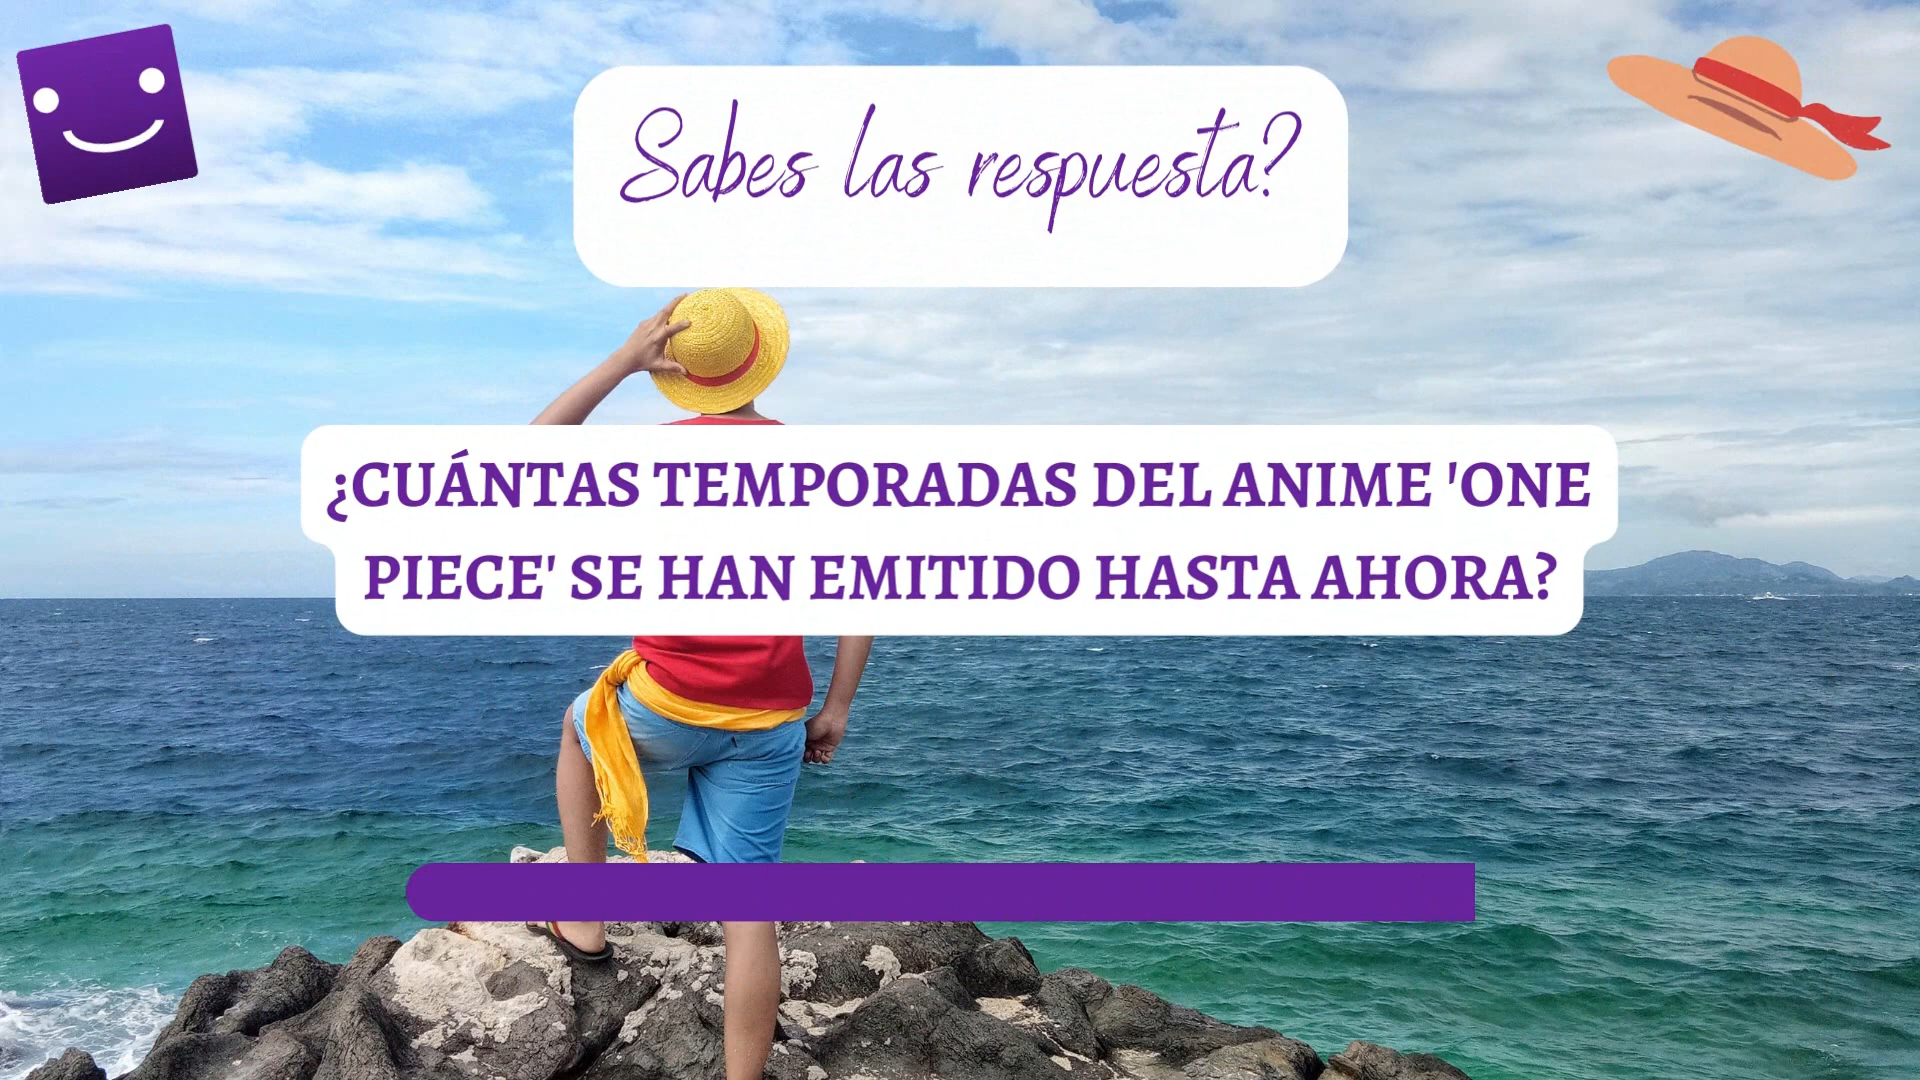 Sabes las respuesta?
¿CUÁNTAS TEMPORADAS DEL ANIME 'ONE
PIECE' SE HAN EMITIDO HASTA AHORA?